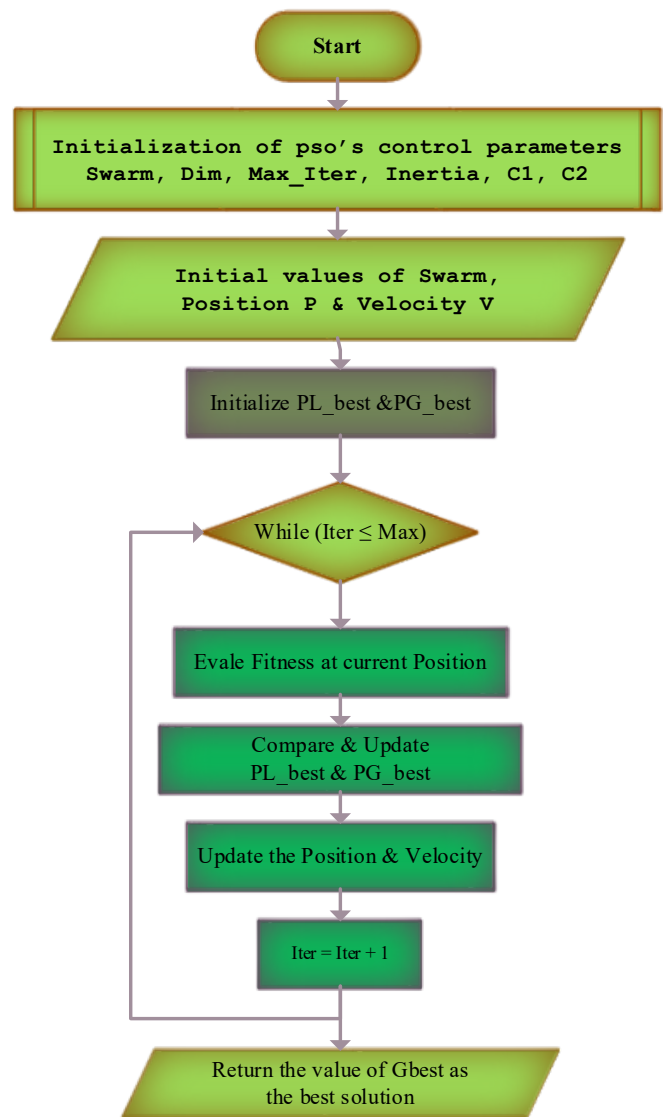 Start
Initialization of pso's control parameters
Swarm, Dim, Max_Iter, Inertia, C1, C2
Initial values of Swarm,
Position P & Velocity V
Initialize PL_best &PG_best
While (Iter ≤ Max)
Evale Fitness at current Position
Compare & Update
PL_best & PG_best
Update the Position & Velocity
Iter = Iter + 1
Return the value of Gbest as
the best solution